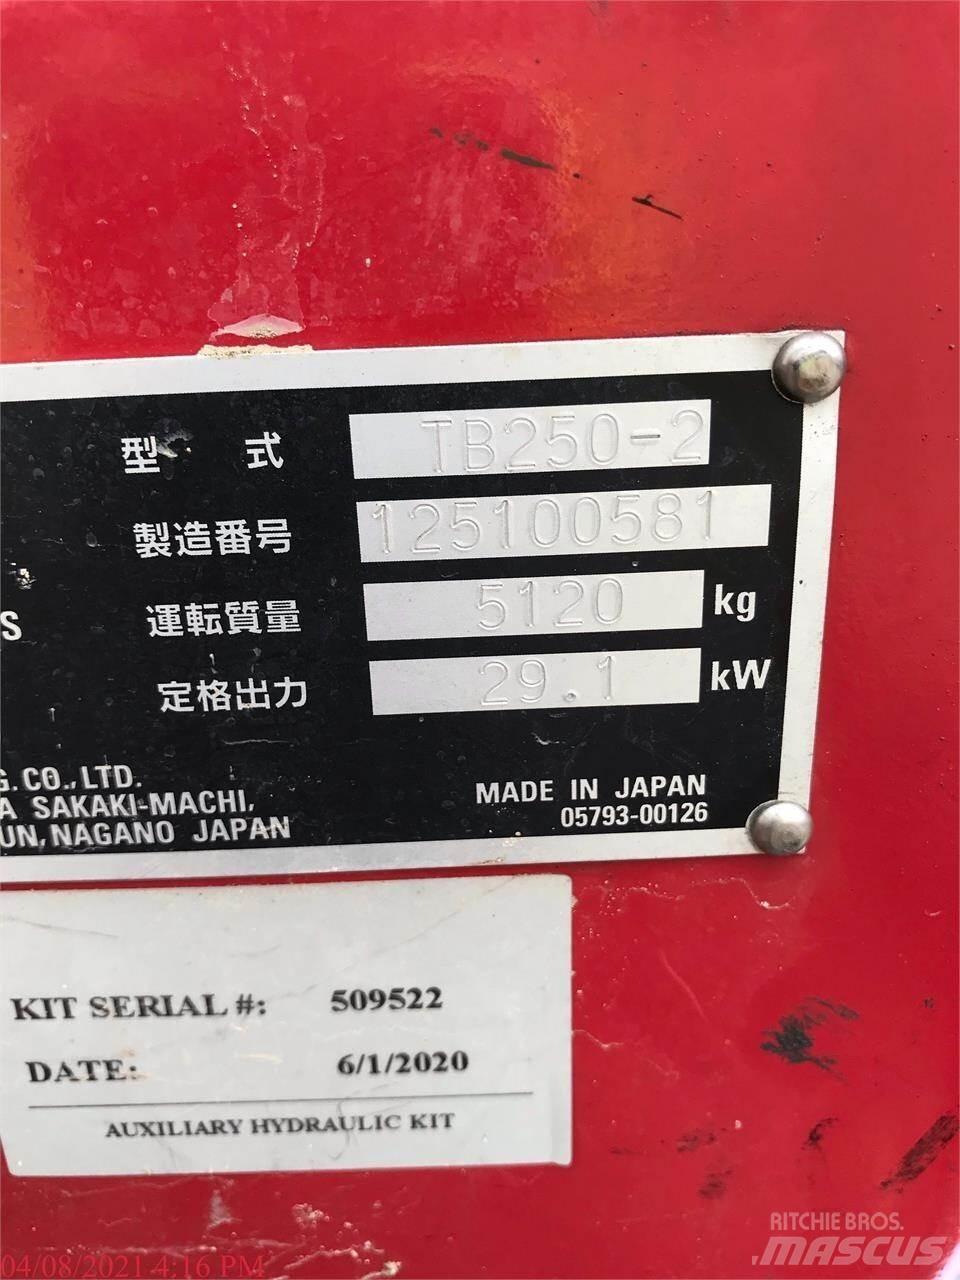 型 式 TB250-2
製造番号 125100581
S 運転質量 5120 kg
定格出力 29.1 kW
G. CO., LTD.
A SAKAKI-MACHI,
UN, NAGANO JAPAN
MADE IN JAPAN
05793-00126
KIT SERIAL #: 509522
DATE: 6/1/2020
AUXILIARY HYDRAULIC KIT
RITCHIE BROS.
MASCUS
04/08/2021 4:16 PM